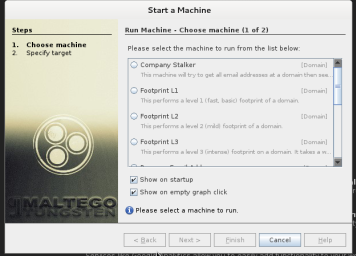 Start a Machine
Steps
1. Choose machine
2. Specify target
Run Machine - Choose machine (1 of 2)
Please select the machine to run from the list below:
Company Stalker [Domain]
This machine will try to get all email addresses at a domain then see...
Footprint L1 [Domain]
This performs a level 1 (fast, basic) footprint of a domain.
Footprint L2 [Domain]
This performs a level 2 (mild) footprint of a domain.
Footprint L3 [Domain]
This performs a level 3 (intense) footprint on a domain. It takes a w...
Show on startup
Show on empty graph click
Please select a machine to run.
MALTEGO
TUNGSTEN
< Back
Next >
Finish
Cancel
Help